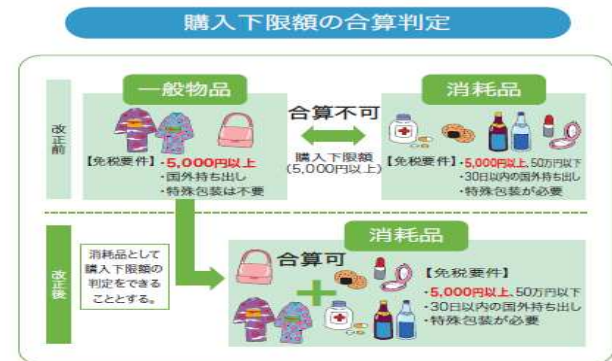 購入下限額の合算判定
改正前
一般物品
【免税要件】・5,000円以上
・国外持ち出し
・特殊包装は不要
合算不可
購入下限額
(5,000円以上)
消耗品
【免税要件】・5,000円以上、50万円以下
・30日以内の国外持ち出し
・特殊包装が必要
改正後
消耗品として
購入下限額の
判定をできる
こととする。
消耗品
合算可
【免税要件】
・5,000円以上、50万円以下
・30日以内の国外持ち出し
・特殊包装が必要